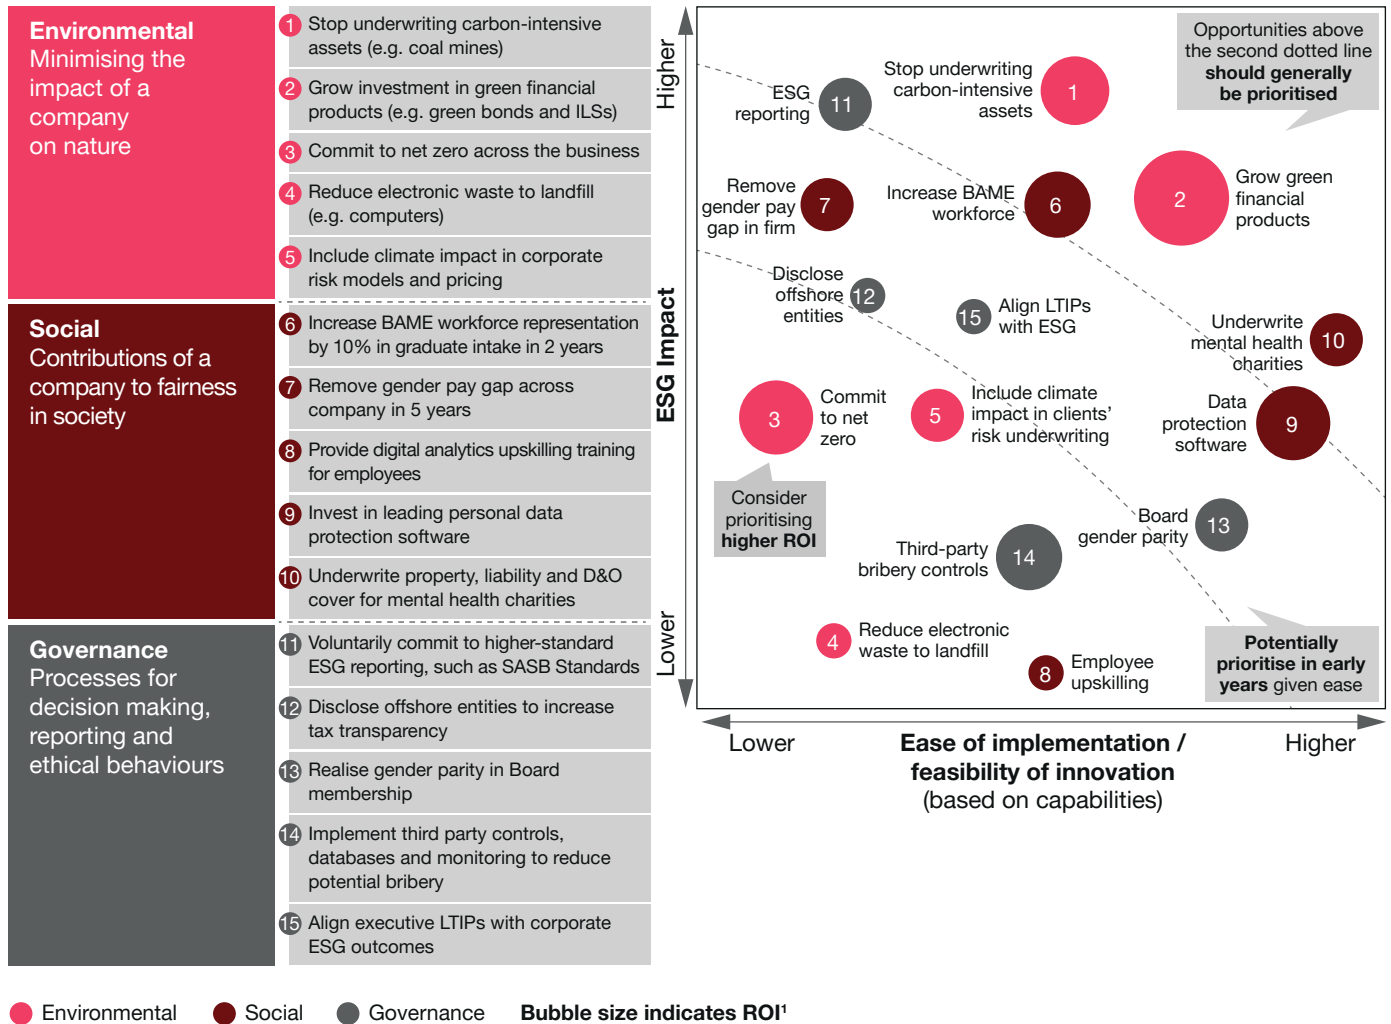 Environmental
Minimising the
impact of a
company
on nature
1 Stop underwriting carbon-intensive
assets (e.g. coal mines)
2 Grow investment in green financial
products (e.g. green bonds and ILSs)
3 Commit to net zero across the business
4 Reduce electronic waste to landfill
(e.g. computers)
5 Include climate impact in corporate
risk models and pricing
Social
Contributions of a
company to fairness
in society
6 Increase BAME workforce representation
by 10% in graduate intake in 2 years
7 Remove gender pay gap across
company in 5 years
8 Provide digital analytics upskilling training
for employees
9 Invest in leading personal data
protection software
10 Underwrite property, liability and D&O
cover for mental health charities
Governance
Processes for
decision making,
reporting and
ethical behaviours
11 Voluntarily commit to higher-standard
ESG reporting, such as SASB Standards
12 Disclose offshore entities to increase
tax transparency
13 Realise gender parity in Board
membership
14 Implement third party controls,
databases and monitoring to reduce
potential bribery
15 Align executive LTIPs with corporate
ESG outcomes
Higher
ESG Impact
Lower
Opportunities above
the second dotted line
should generally
be prioritised
ESG
reporting
11
Stop underwriting
carbon-intensive
assets
1
Remove
gender pay
gap in firm
7
Increase BAME
workforce
6
2
Grow green
financial
products
Disclose
offshore
entities
12
15
Align LTIPs
with ESG
Underwrite
mental health
charities
10
3
Commit
to net
zero
5
Include climate
impact in clients'
risk underwriting
Data
protection
software
9
Consider
prioritising
higher ROI
Third-party
bribery controls
14
Board
gender parity
13
4
Reduce electronic
waste to landfill
8
Employee
upskilling
Potentially
prioritise in early
years given ease
Lower
Ease of implementation /
feasibility of innovation
(based on capabilities)
Higher
Environmental
Social
Governance
Bubble size indicates ROI¹